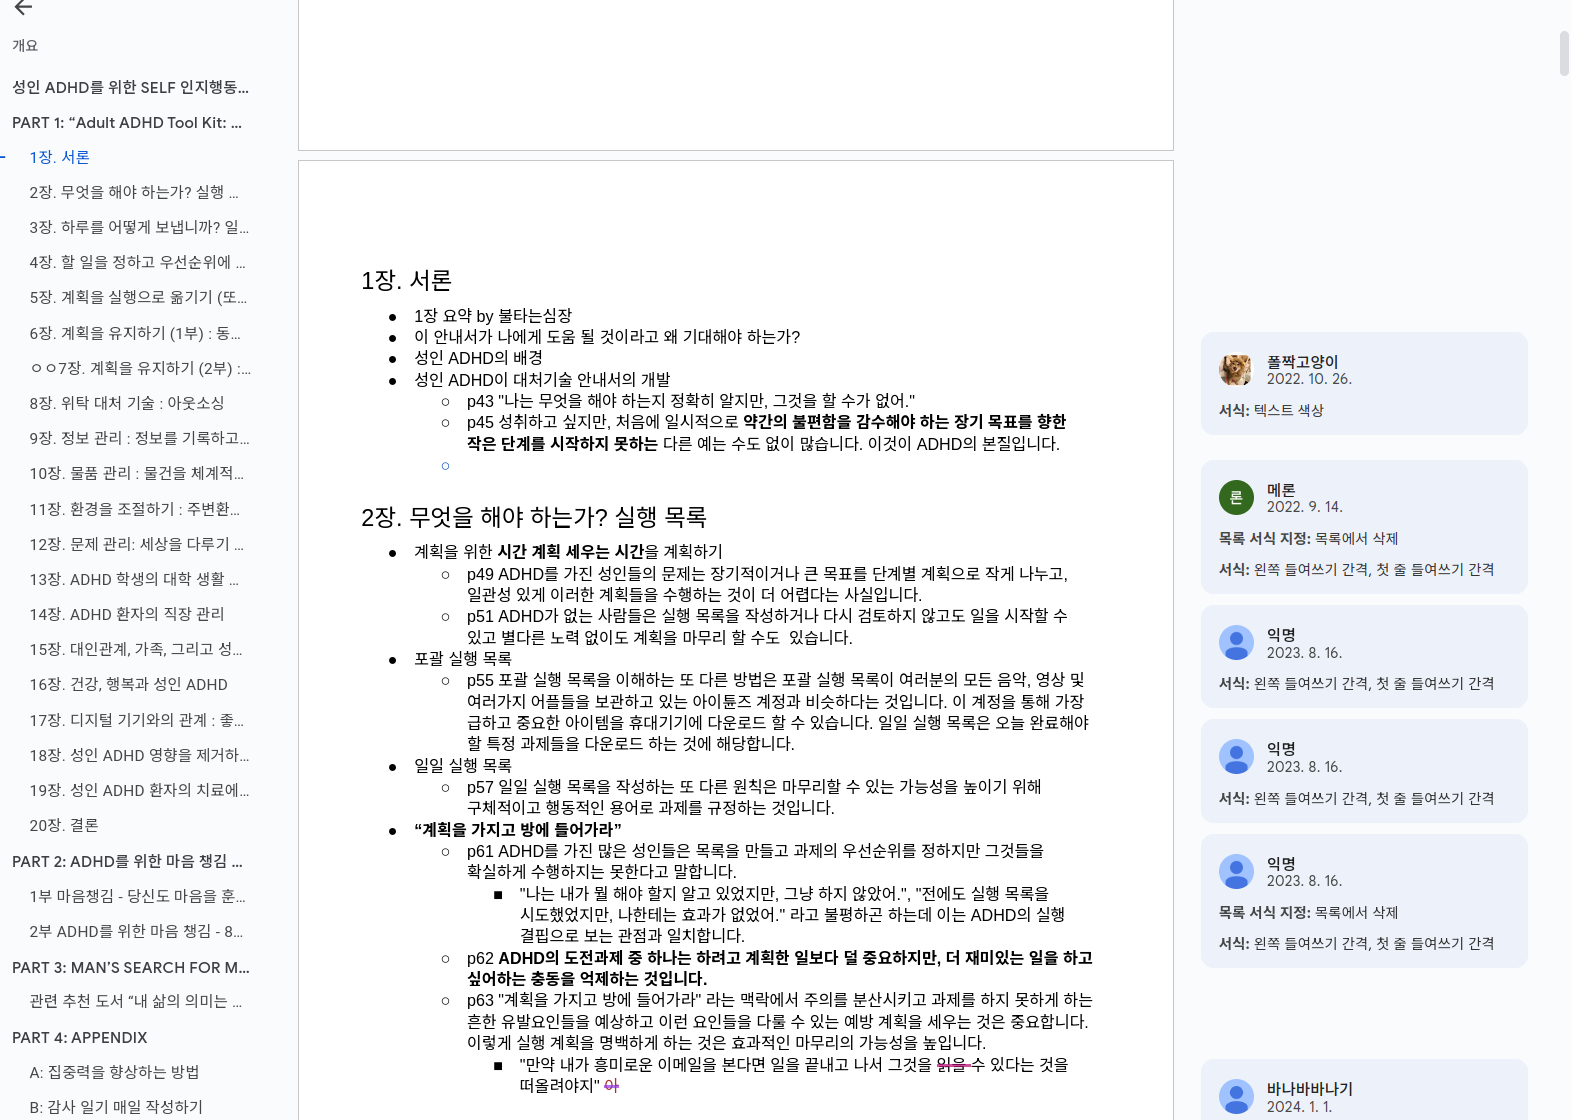 개요
성인 ADHD를 위한 SELF 인지행동...
PART 1: “Adult ADHD Tool Kit: ...
1장. 서론
2장. 무엇을 해야 하는가? 실행 ...
3장. 하루를 어떻게 보냅니까? 일...
4장. 할 일을 정하고 우선순위에 ...
5장. 계획을 실행으로 옮기기 (또...
6장. 계획을 유지하기 (1부) : 동...
ㅇㅇ7장. 계획을 유지하기 (2부) :...
8장. 위탁 대처 기술 : 아웃소싱
9장. 정보 관리 : 정보를 기록하고...
10장. 물품 관리 : 물건을 체계적...
11장. 환경을 조절하기 : 주변환...
12장. 문제 관리: 세상을 다루기 ...
13장. ADHD 학생의 대학 생활 ...
14장. ADHD 환자의 직장 관리
15장. 대인관계, 가족, 그리고 성...
16장. 건강, 행복과 성인 ADHD
17장. 디지털 기기와의 관계 : 좋...
18장. 성인 ADHD 영향을 제거하...
19장. 성인 ADHD 환자의 치료에...
20장. 결론
PART 2: ADHD를 위한 마음 챙김 ...
1부 마음챙김 - 당신도 마음을 훈...
2부 ADHD를 위한 마음 챙김 - 8...
PART 3: MAN’S SEARCH FOR M...
관련 추천 도서 “내 삶의 의미는 ...
PART 4: APPENDIX
A: 집중력을 향상하는 방법
B: 감사 일기 매일 작성하기
1장. 서론
● 1장 요약 by 불타는심장
● 이 안내서가 나에게 도움 될 것이라고 왜 기대해야 하는가?
● 성인 ADHD의 배경
● 성인 ADHD이 대처기술 안내서의 개발
○ p43 "나는 무엇을 해야 하는지 정확히 알지만, 그것을 할 수가 없어."
○ p45 성취하고 싶지만, 처음에 일시적으로 약간의 불편함을 감수해야 하는 장기 목표를 향한
작은 단계를 시작하지 못하는 다른 예는 수도 없이 많습니다. 이것이 ADHD의 본질입니다.
○
2장. 무엇을 해야 하는가? 실행 목록
● 계획을 위한 시간 계획 세우는 시간을 계획하기
○ p49 ADHD를 가진 성인들의 문제는 장기적이거나 큰 목표를 단계별 계획으로 작게 나누고,
일관성 있게 이러한 계획들을 수행하는 것이 더 어렵다는 사실입니다.
○ p51 ADHD가 없는 사람들은 실행 목록을 작성하거나 다시 검토하지 않고도 일을 시작할 수
있고 별다른 노력 없이도 계획을 마무리 할 수도  있습니다.
● 포괄 실행 목록
○ p55 포괄 실행 목록을 이해하는 또 다른 방법은 포괄 실행 목록이 여러분의 모든 음악, 영상 및
여러가지 어플들을 보관하고 있는 아이튠즈 계정과 비슷하다는 것입니다. 이 계정을 통해 가장
급하고 중요한 아이템을 휴대기기에 다운로드 할 수 있습니다. 일일 실행 목록은 오늘 완료해야
할 특정 과제들을 다운로드 하는 것에 해당합니다.
● 일일 실행 목록
○ p57 일일 실행 목록을 작성하는 또 다른 원칙은 마무리할 수 있는 가능성을 높이기 위해
구체적이고 행동적인 용어로 과제를 규정하는 것입니다.
● “계획을 가지고 방에 들어가라”
○ p61 ADHD를 가진 많은 성인들은 목록을 만들고 과제의 우선순위를 정하지만 그것들을
확실하게 수행하지는 못한다고 말합니다.
■ "나는 내가 뭘 해야 할지 알고 있었지만, 그냥 하지 않았어.", "전에도 실행 목록을
시도했었지만, 나한테는 효과가 없었어." 라고 불평하곤 하는데 이는 ADHD의 실행
결핍으로 보는 관점과 일치합니다.
○ p62 ADHD의 도전과제 중 하나는 하려고 계획한 일보다 덜 중요하지만, 더 재미있는 일을 하고
싶어하는 충동을 억제하는 것입니다.
○ p63 "계획을 가지고 방에 들어가라" 라는 맥락에서 주의를 분산시키고 과제를 하지 못하게 하는
흔한 유발요인들을 예상하고 이런 요인들을 다룰 수 있는 예방 계획을 세우는 것은 중요합니다.
이렇게 실행 계획을 명백하게 하는 것은 효과적인 마무리의 가능성을 높입니다.
■ "만약 내가 흥미로운 이메일을 본다면 일을 끝내고 나서 그것을 읽을 수 있다는 것을
떠올려야지" 아
폴짝고양이
2022. 10. 26.
서식: 텍스트 색상
론
메론
2022. 9. 14.
목록 서식 지정: 목록에서 삭제
서식: 왼쪽 들여쓰기 간격, 첫 줄 들여쓰기 간격
익명
2023. 8. 16.
서식: 왼쪽 들여쓰기 간격, 첫 줄 들여쓰기 간격
익명
2023. 8. 16.
서식: 왼쪽 들여쓰기 간격, 첫 줄 들여쓰기 간격
익명
2023. 8. 16.
목록 서식 지정: 목록에서 삭제
서식: 왼쪽 들여쓰기 간격, 첫 줄 들여쓰기 간격
바나바바나기
2024. 1. 1.